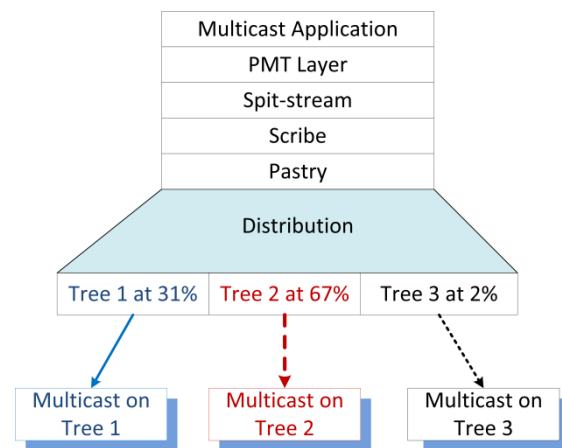 Multicast Application
PMT Layer
Spit-stream
Scribe
Pastry
Distribution
Tree 1 at 31%
Tree 2 at 67%
Tree 3 at 2%
Multicast on
Tree 1
Multicast on
Tree 2
Multicast on
Tree 3